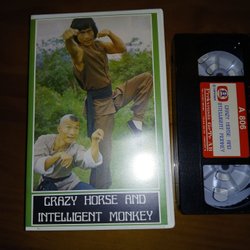 CRAZY HORSE AND
INTELLIGENT MONKEY
A 806
CRAZY HORSE AND
INTELLIGENT MONKEY